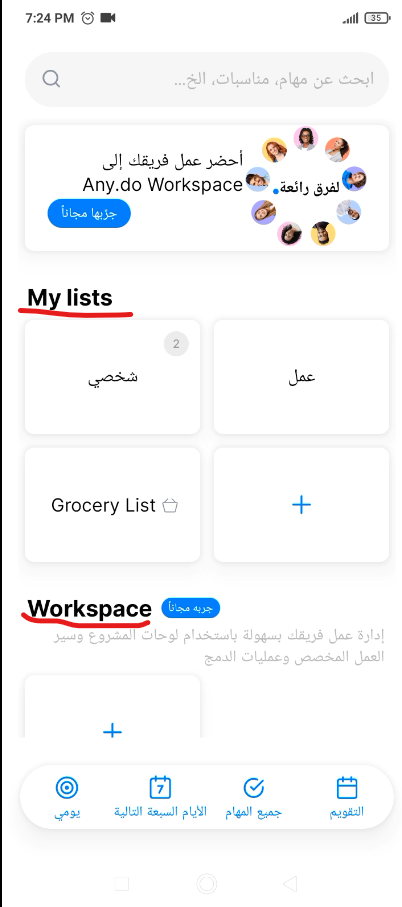 7:24 PM
35
ابحث عن مهام، مناسبات، الخ...
أحضر عمل فريقك إلى
Any.do Workspace
جرّبها مجاناً
لفرق رائعة
My lists
2
شخصي
عمل
Grocery List
+
Workspace
جربه مجاناً
إدارة عمل فريقك بسهولة باستخدام لوحات المشروع وسير
العمل المخصص وعمليات الدمج
+
يومي
7
الأيام السبعة التالية
جميع المهام
التقويم